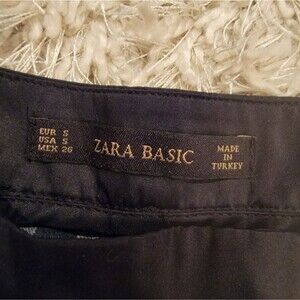 EUR S
USA S
MEX 26
ZARA BASIC
MADE
IN
TURKEY